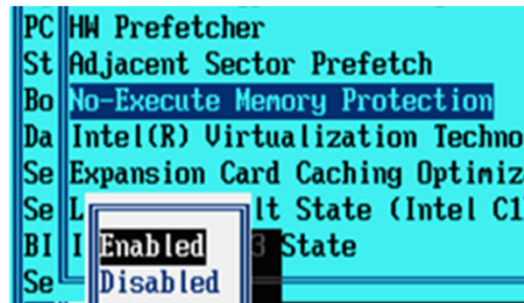 PC HW Prefetcher
St Adjacent Sector Prefetch
Bo No-Execute Memory Protection
Da Intel(R) Virtualization Techno
Se Expansion Card Caching Optimiz
Se L lt State (Intel C1
BI I 3 State
Enabled
Se Disabled